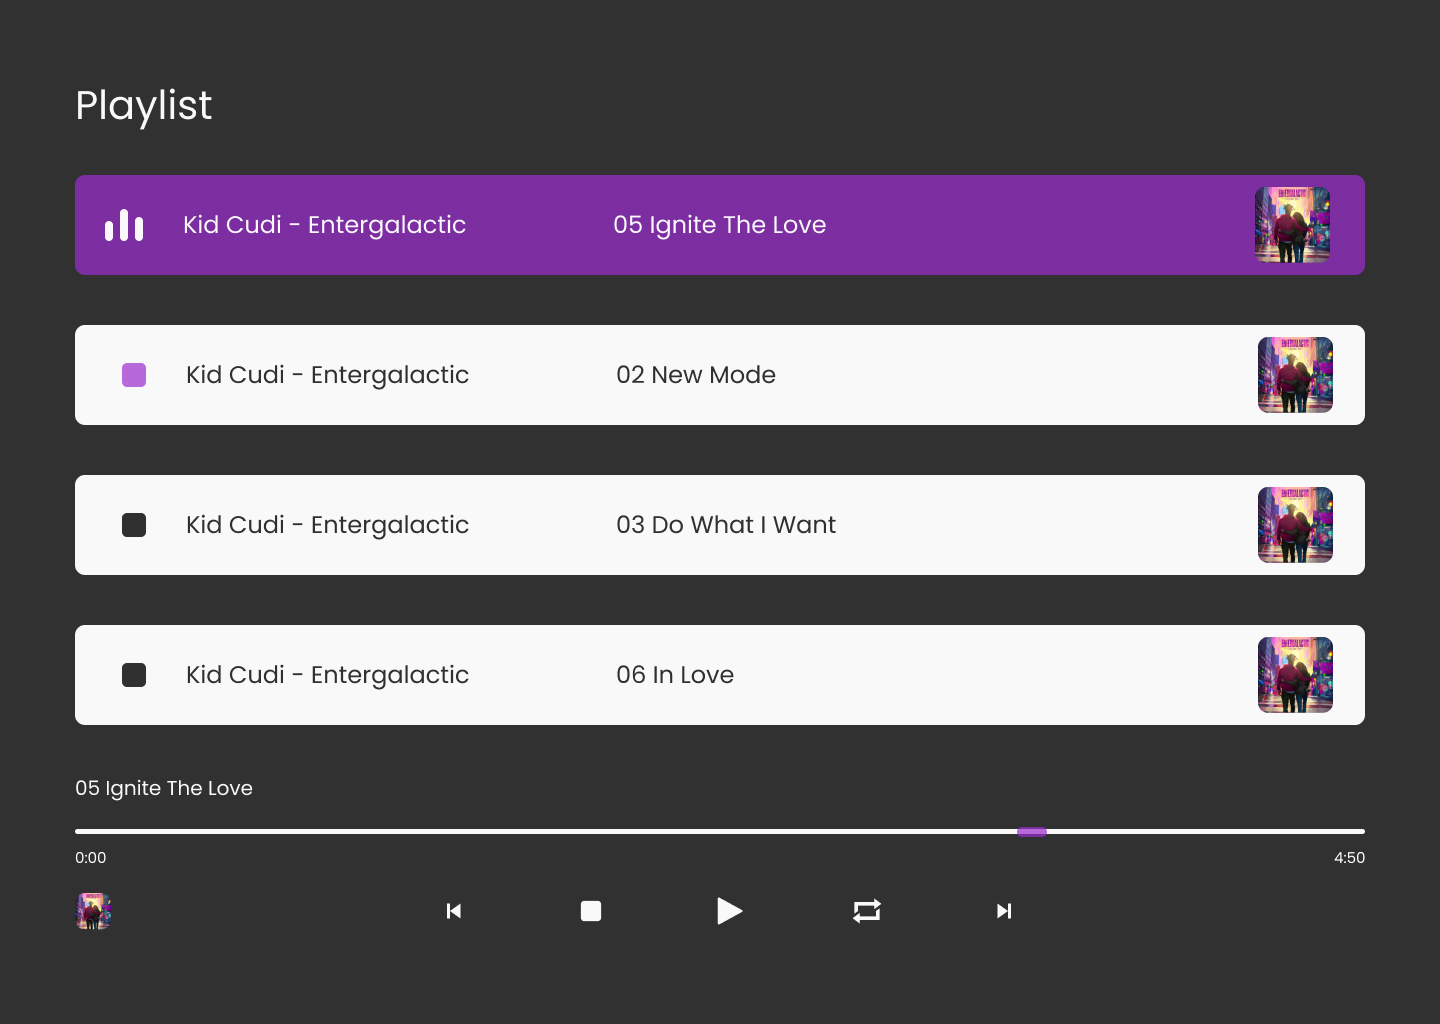 Playlist
Kid Cudi - Entergalactic 05 Ignite The Love
Kid Cudi - Entergalactic 02 New Mode
Kid Cudi - Entergalactic 03 Do What I Want
Kid Cudi - Entergalactic 06 In Love
05 Ignite The Love
0:00 4:50